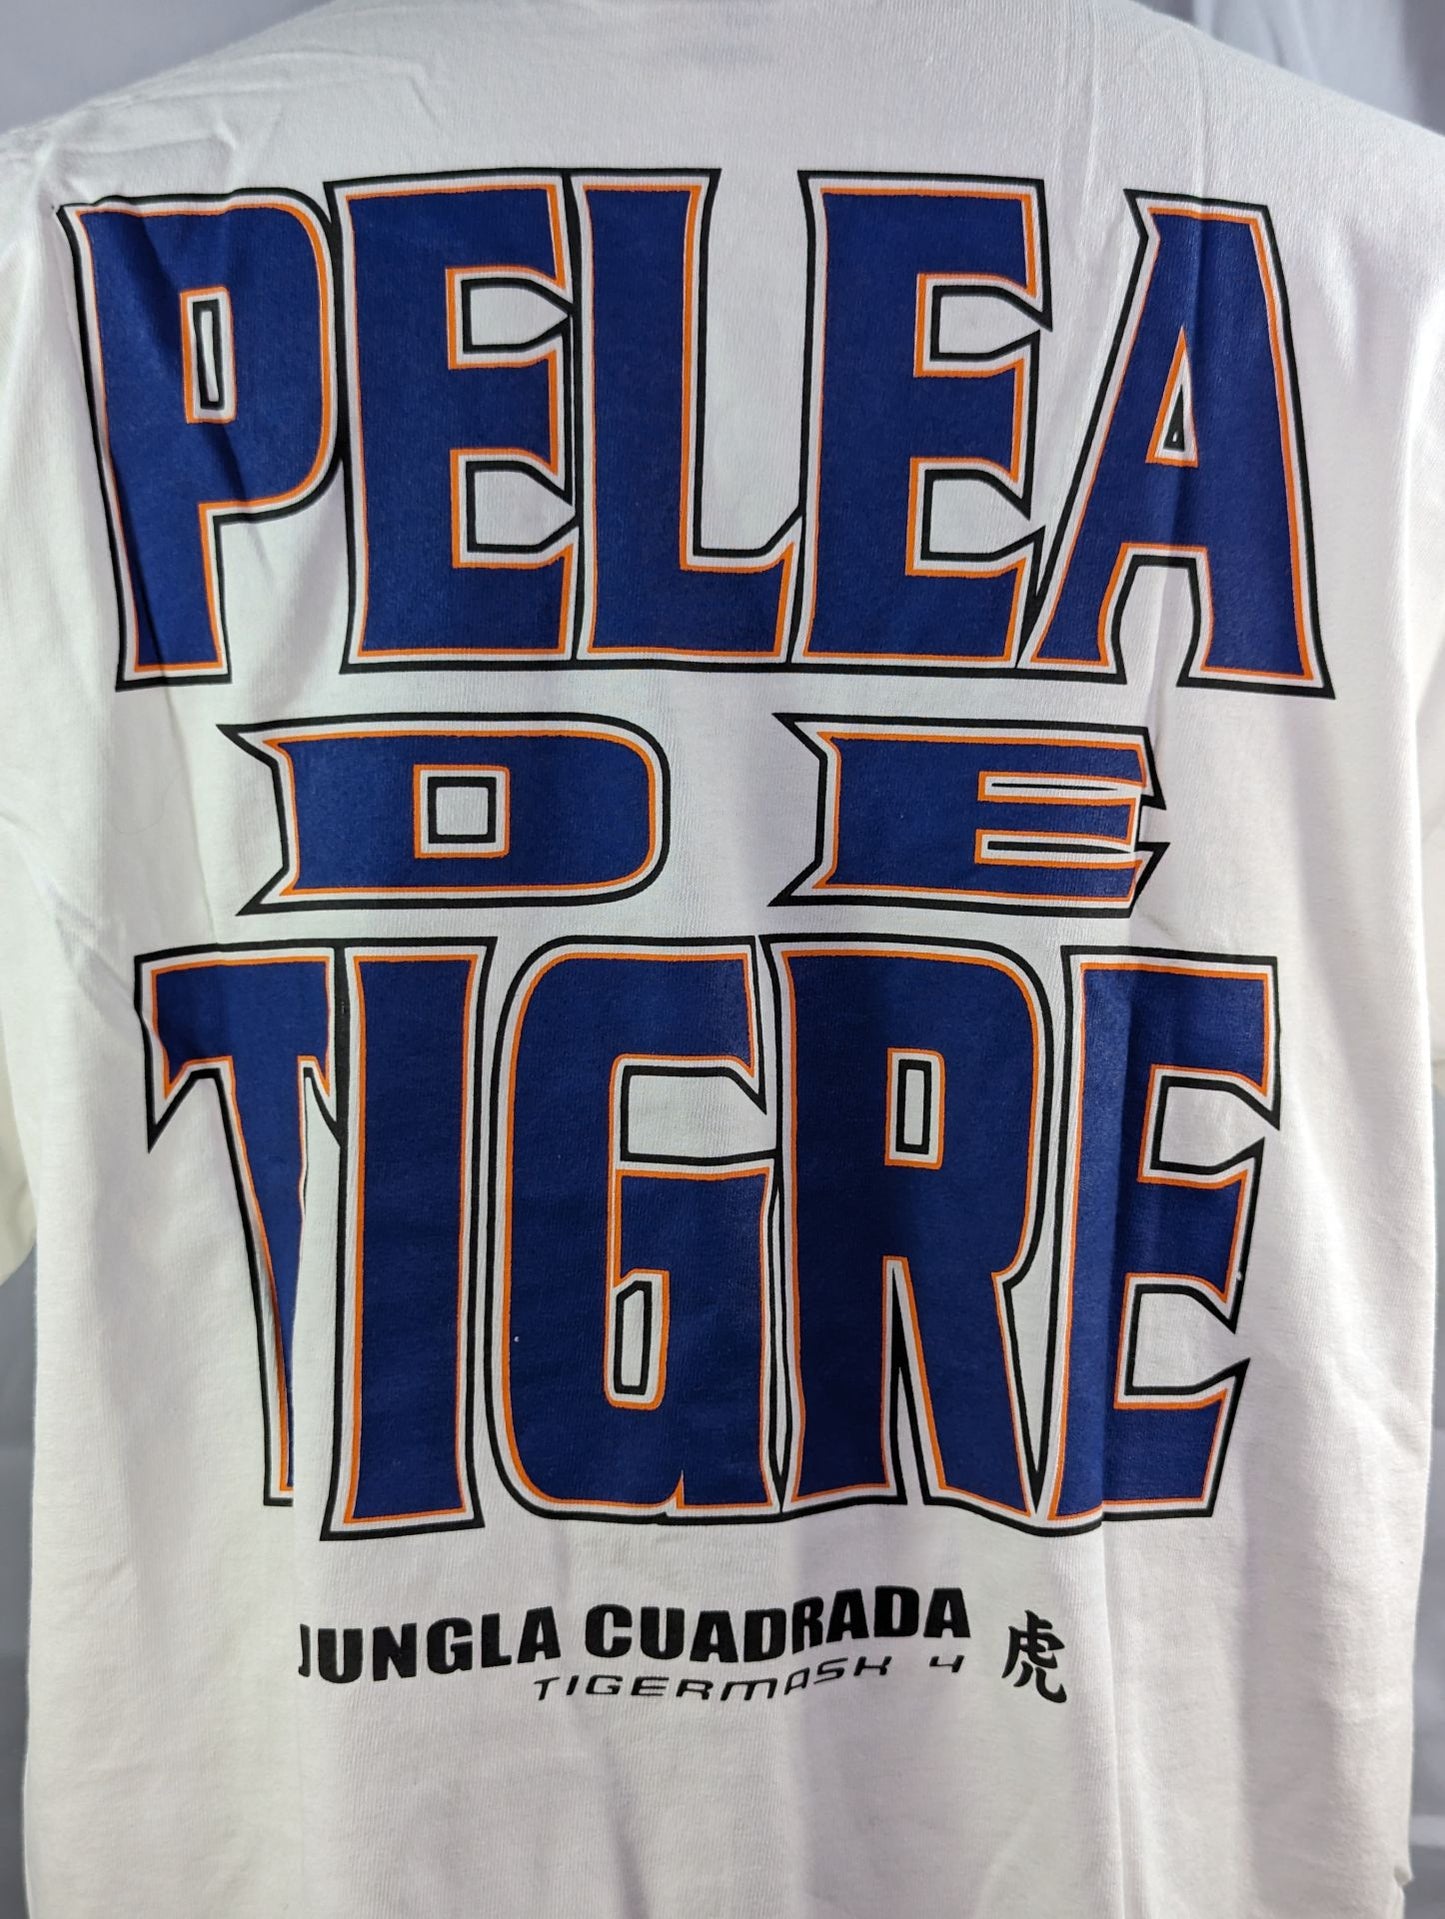 PELEA
DE
TIGRE
JUNGLA CUADRADA
TIGERMASK 4 虎